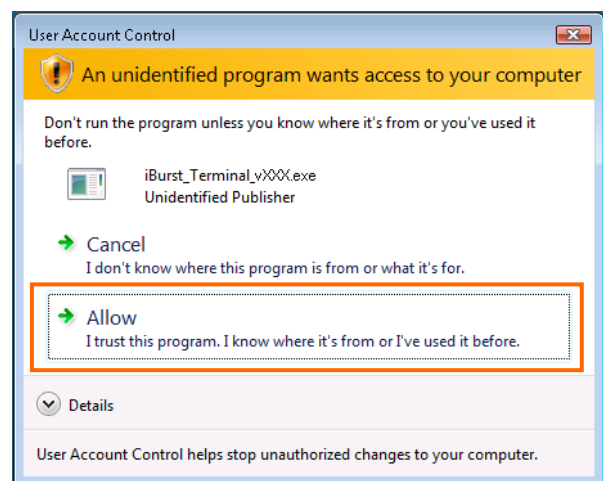 User Account Control
An unidentified program wants access to your computer
Don't run the program unless you know where it's from or you've used it
before.
iBurst_Terminal_vXXX.exe
Unidentified Publisher
Cancel
I don't know where this program is from or what it's for.
Allow
I trust this program. I know where it's from or I've used it before.
Details
User Account Control helps stop unauthorized changes to your computer.